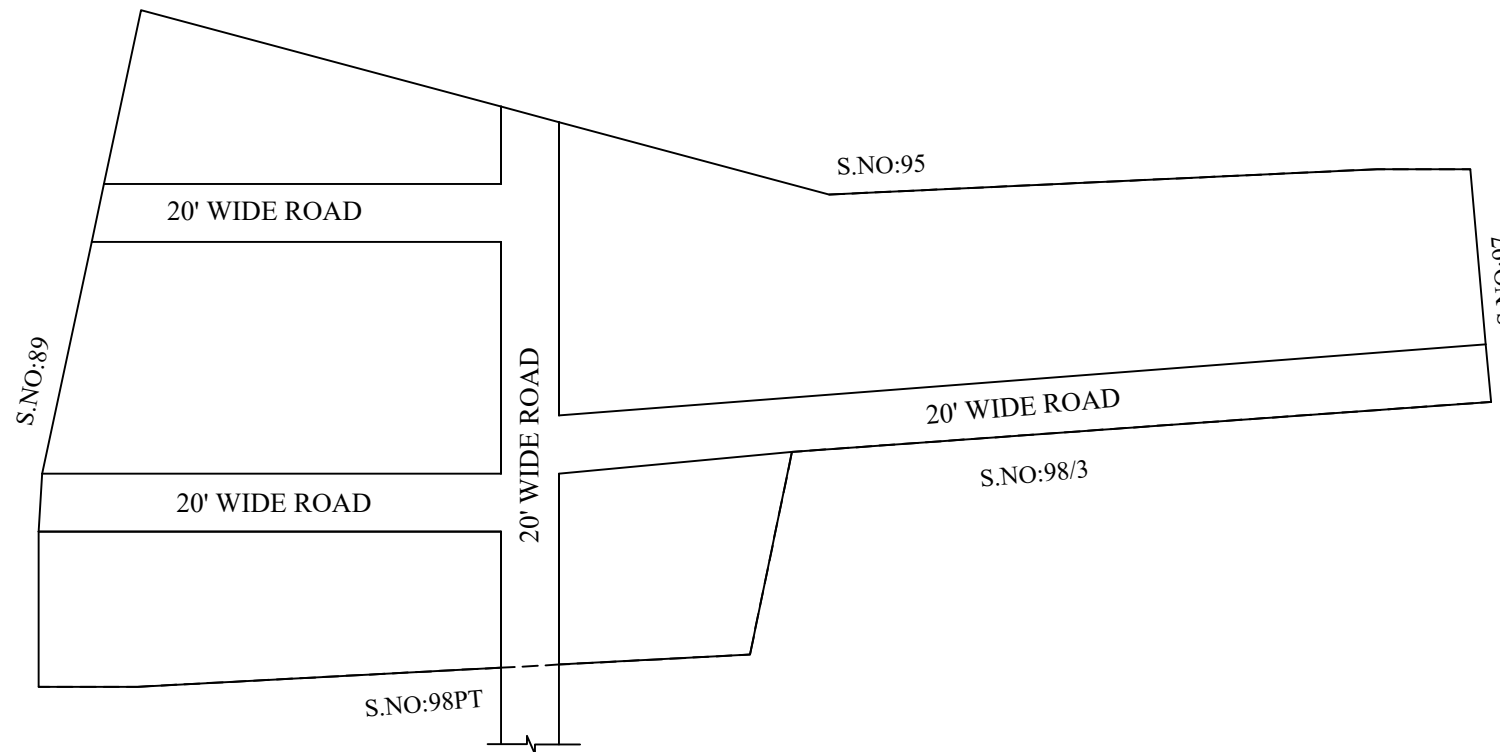 S.NO:95
20' WIDE ROAD
S.NO:89
20' WIDE ROAD
20' WIDE ROAD
S.NO:98/3
20' WIDE ROAD
S.NO:98PT